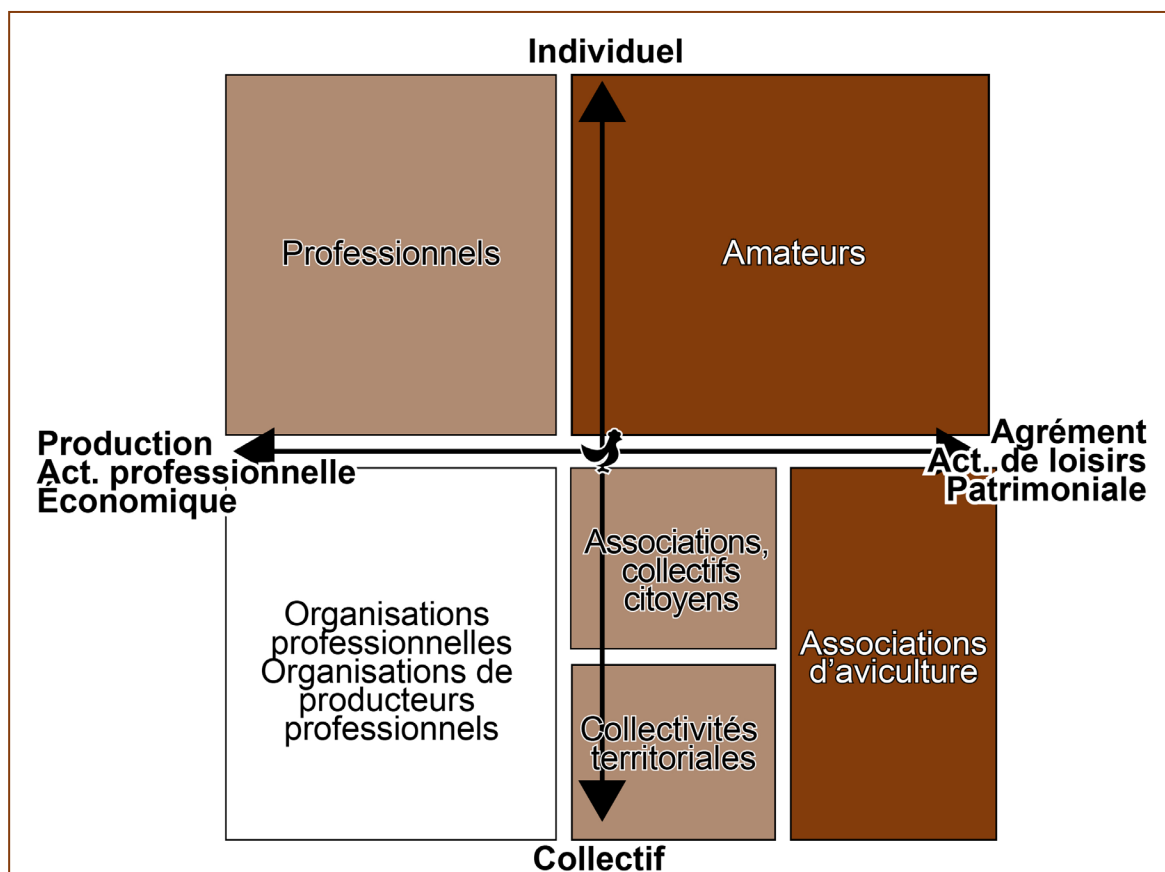 Individuel
Professionnels
Amateurs
Production
Act. professionnelle
Économique
Agrément
Act. de loisirs
Patrimoniale
Associations,
collectifs
citoyens
Organisations
professionnelles
Organisations de
producteurs
professionnels
Associations
d’aviculture
Collectivités
territoriales
Collectif